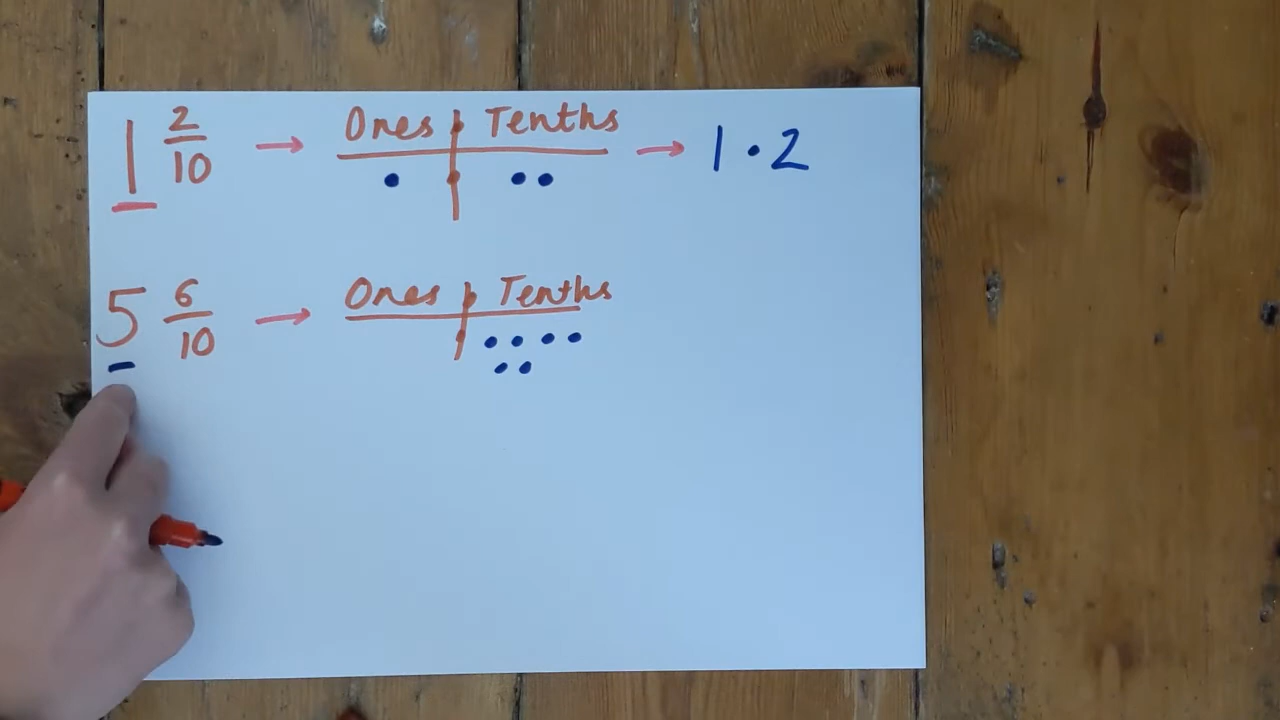 1 2/10 → Ones Tenths → 1·2
5 6/10 → Ones Tenths